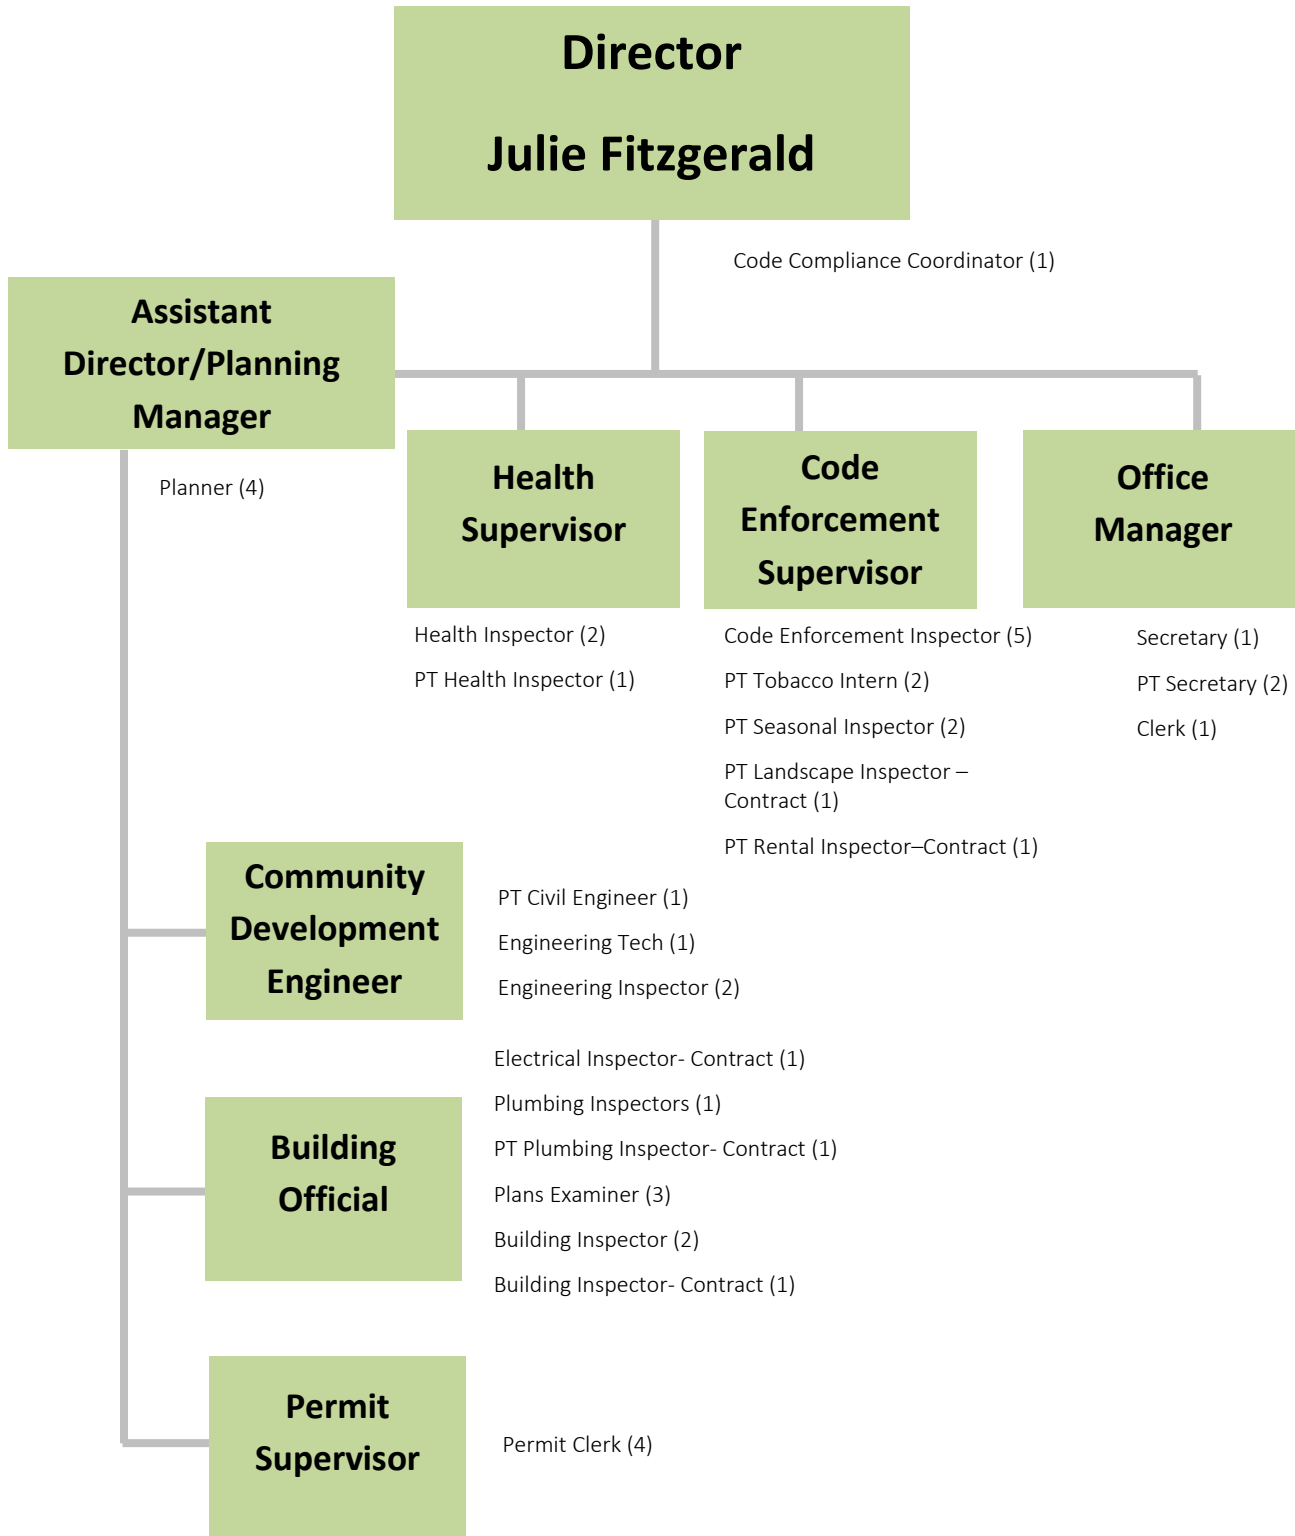 Director
Julie Fitzgerald
Code Compliance Coordinator (1)
Assistant
Director/Planning
Manager
Planner (4)
Health
Supervisor
Health Inspector (2)
PT Health Inspector (1)
Code
Enforcement
Supervisor
Code Enforcement Inspector (5)
PT Tobacco Intern (2)
PT Seasonal Inspector (2)
PT Landscape Inspector –
Contract (1)
PT Rental Inspector–Contract (1)
Office
Manager
Secretary (1)
PT Secretary (2)
Clerk (1)
Community
Development
Engineer
PT Civil Engineer (1)
Engineering Tech (1)
Engineering Inspector (2)
Building
Official
Electrical Inspector- Contract (1)
Plumbing Inspectors (1)
PT Plumbing Inspector- Contract (1)
Plans Examiner (3)
Building Inspector (2)
Building Inspector- Contract (1)
Permit
Supervisor
Permit Clerk (4)